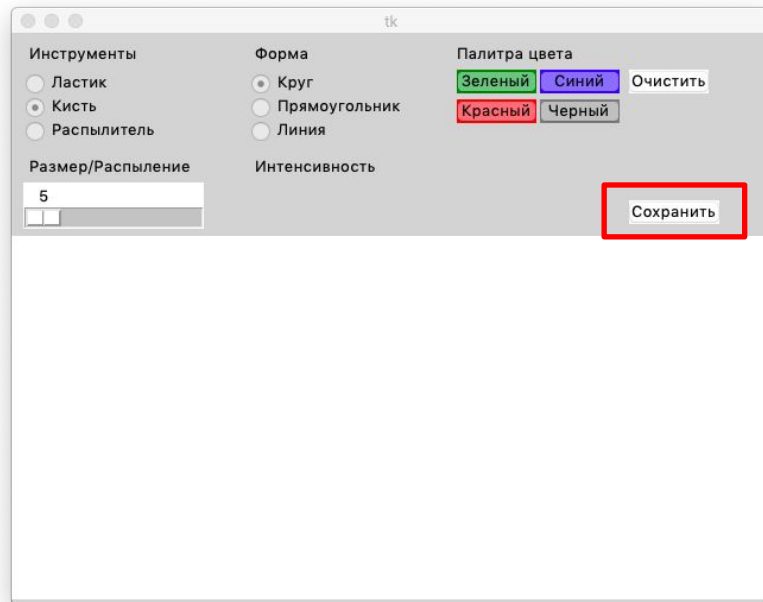 tk
Инструменты Форма Палитра цвета
Ластик Круг Зеленый Синий Очистить
Кисть Прямоугольник Красный Черный
Распылитель Линия
Размер/Распыление Интенсивность
5
Сохранить